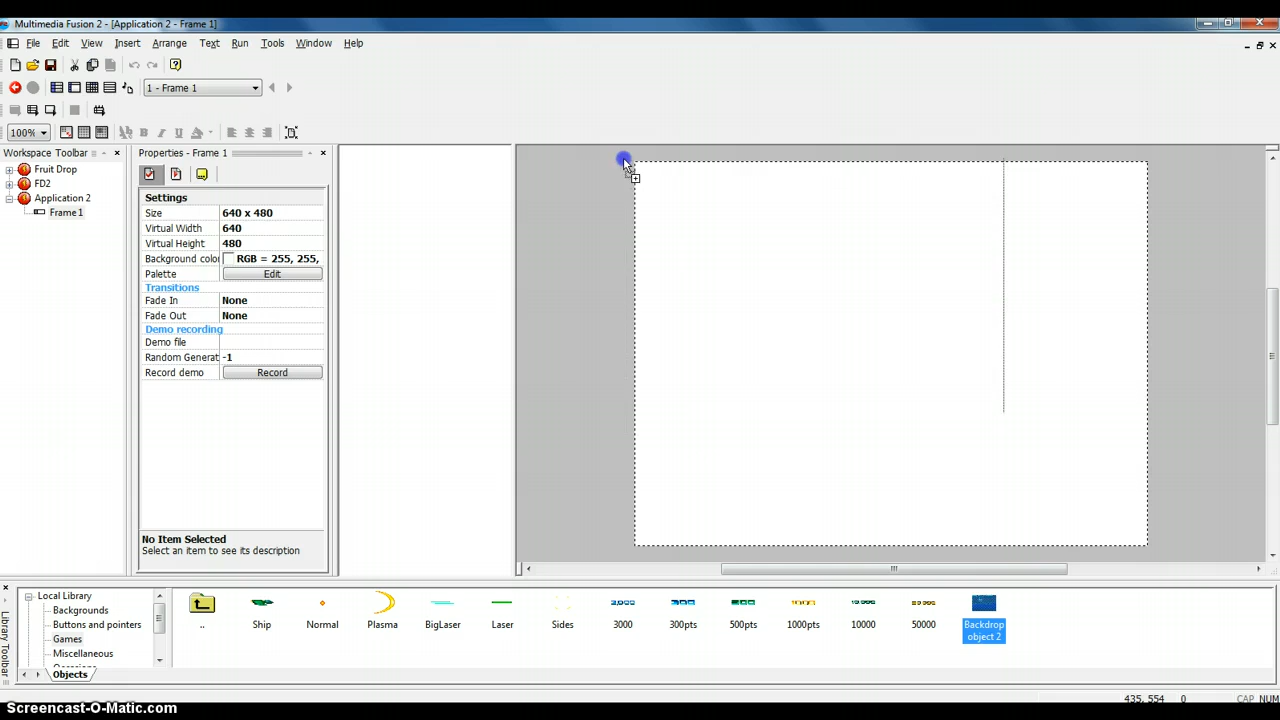 Multimedia Fusion 2 - [Application 2 - Frame 1]
File Edit View Insert Arrange Text Run Tools Window Help
1 - Frame 1
100%
Workspace Toolbar
Fruit Drop
FD2
Application 2
Frame 1
Properties - Frame 1
Settings
Size 640 x 480
Virtual Width 640
Virtual Height 480
Background colo RGB = 255, 255,
Palette Edit
Transitions
Fade In None
Fade Out None
Demo recording
Demo file
Random Generat -1
Record demo Record
No Item Selected
Select an item to see its description
Library Toolbar
Local Library
Backgrounds
Buttons and pointers
Games
Miscellaneous
Objects
..
Ship
Normal
Plasma
BigLaser
Laser
Sides
3000
300pts
500pts
1000pts
10000
50000
Backdrop
object 2
435, 554 0 CAP NUM
Screencast-O-Matic.com